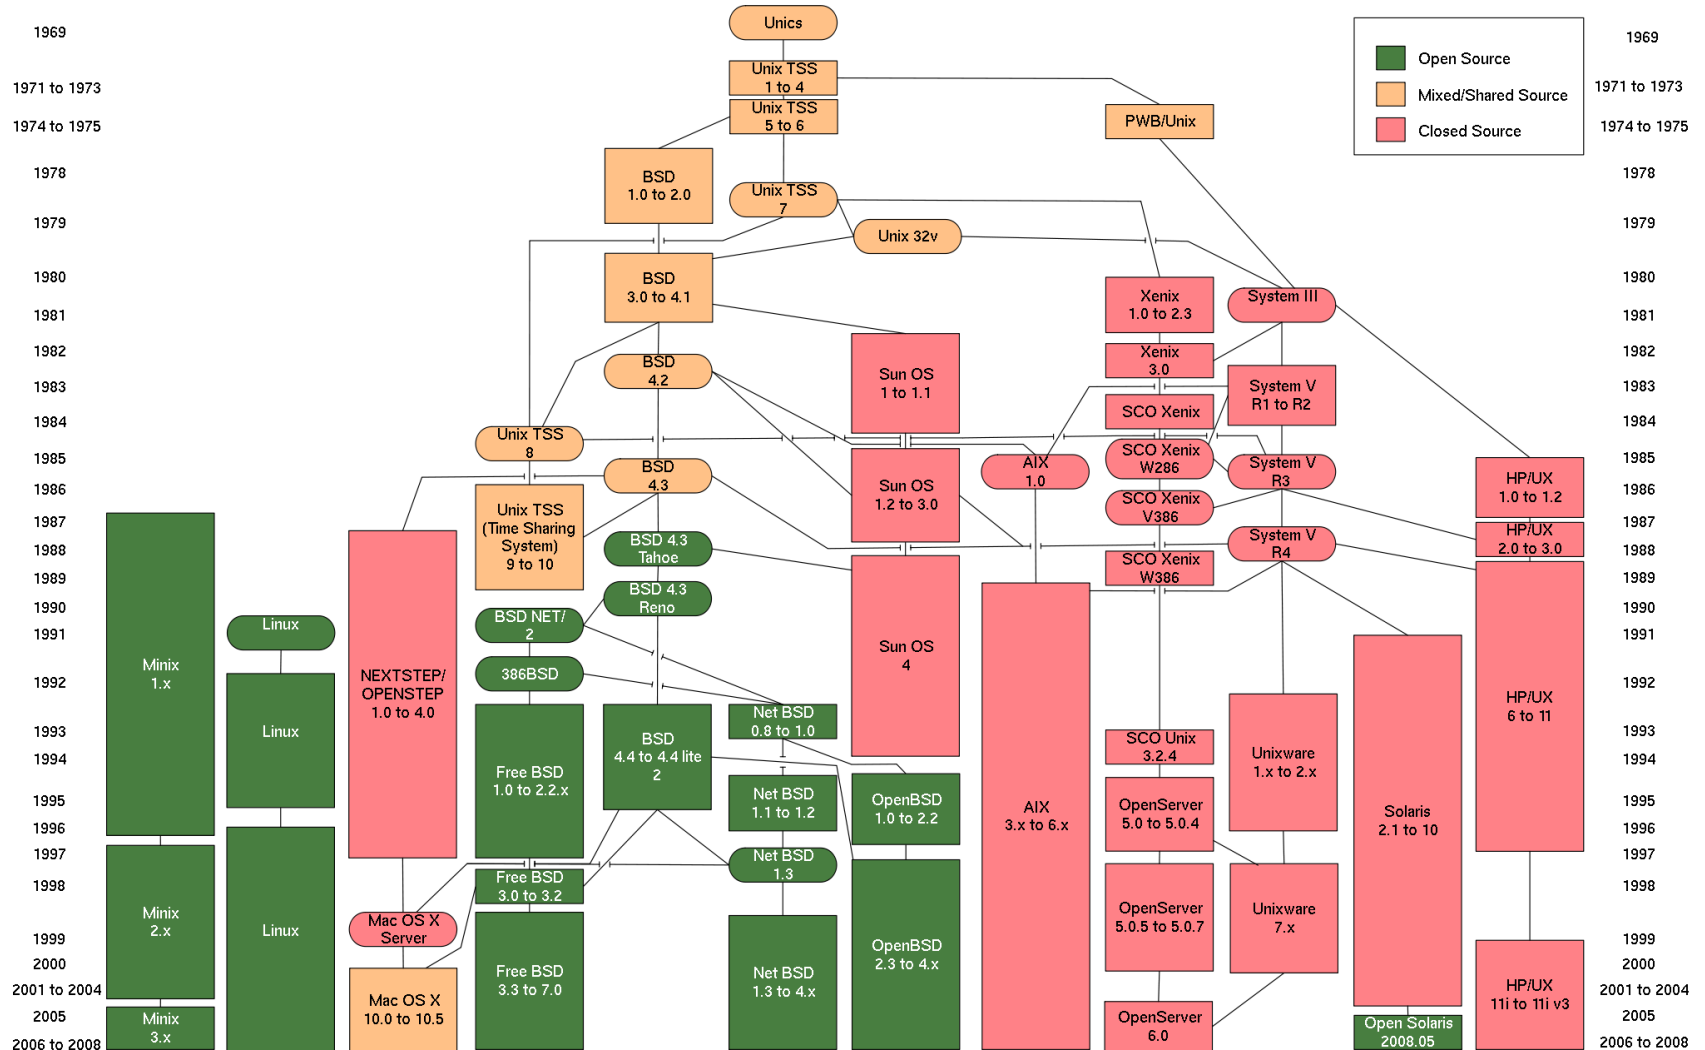 1969
1971 to 1973
1974 to 1975
1978
1979
1980
1981
1982
1983
1984
1985
1986
1987
1988
1989
1990
1991
1992
1993
1994
1995
1996
1997
1998
1999
2000
2001 to 2004
2005
2006 to 2008
Minix
1.x
Minix
2.x
Minix
3.x
Linux
Linux
Linux
NEXTSTEP/
OPENSTEP
1.0 to 4.0
Mac OS X
Server
Mac OS X
10.0 to 10.5
Unix TSS
8
Unix TSS
(Time Sharing
System)
9 to 10
BSD NET/
2
386BSD
Free BSD
1.0 to 2.2.x
Free BSD
3.0 to 3.2
Free BSD
3.3 to 7.0
BSD
1.0 to 2.0
BSD
3.0 to 4.1
BSD
4.2
BSD
4.3
BSD 4.3
Tahoe
BSD 4.3
Reno
BSD
4.4 to 4.4 lite
2
Unics
Unix TSS
1 to 4
Unix TSS
5 to 6
Unix TSS
7
Net BSD
0.8 to 1.0
Net BSD
1.1 to 1.2
Net BSD
1.3
Net BSD
1.3 to 4.x
Unix 32v
Sun OS
1 to 1.1
Sun OS
1.2 to 3.0
Sun OS
4
OpenBSD
1.0 to 2.2
OpenBSD
2.3 to 4.x
AIX
1.0
AIX
3.x to 6.x
PWB/Unix
Xenix
1.0 to 2.3
Xenix
3.0
SCO Xenix
SCO Xenix
W286
SCO Xenix
V386
SCO Xenix
W386
SCO Unix
3.2.4
OpenServer
5.0 to 5.0.4
OpenServer
5.0.5 to 5.0.7
OpenServer
6.0
System III
System V
R1 to R2
System V
R3
System V
R4
Unixware
1.x to 2.x
Unixware
7.x
Solaris
2.1 to 10
Open Solaris
2008.05
HP/UX
1.0 to 1.2
HP/UX
2.0 to 3.0
HP/UX
6 to 11
HP/UX
11i to 11i v3
Open Source
Mixed/Shared Source
Closed Source
1969
1971 to 1973
1974 to 1975
1978
1979
1980
1981
1982
1983
1984
1985
1986
1987
1988
1989
1990
1991
1992
1993
1994
1995
1996
1997
1998
1999
2000
2001 to 2004
2005
2006 to 2008